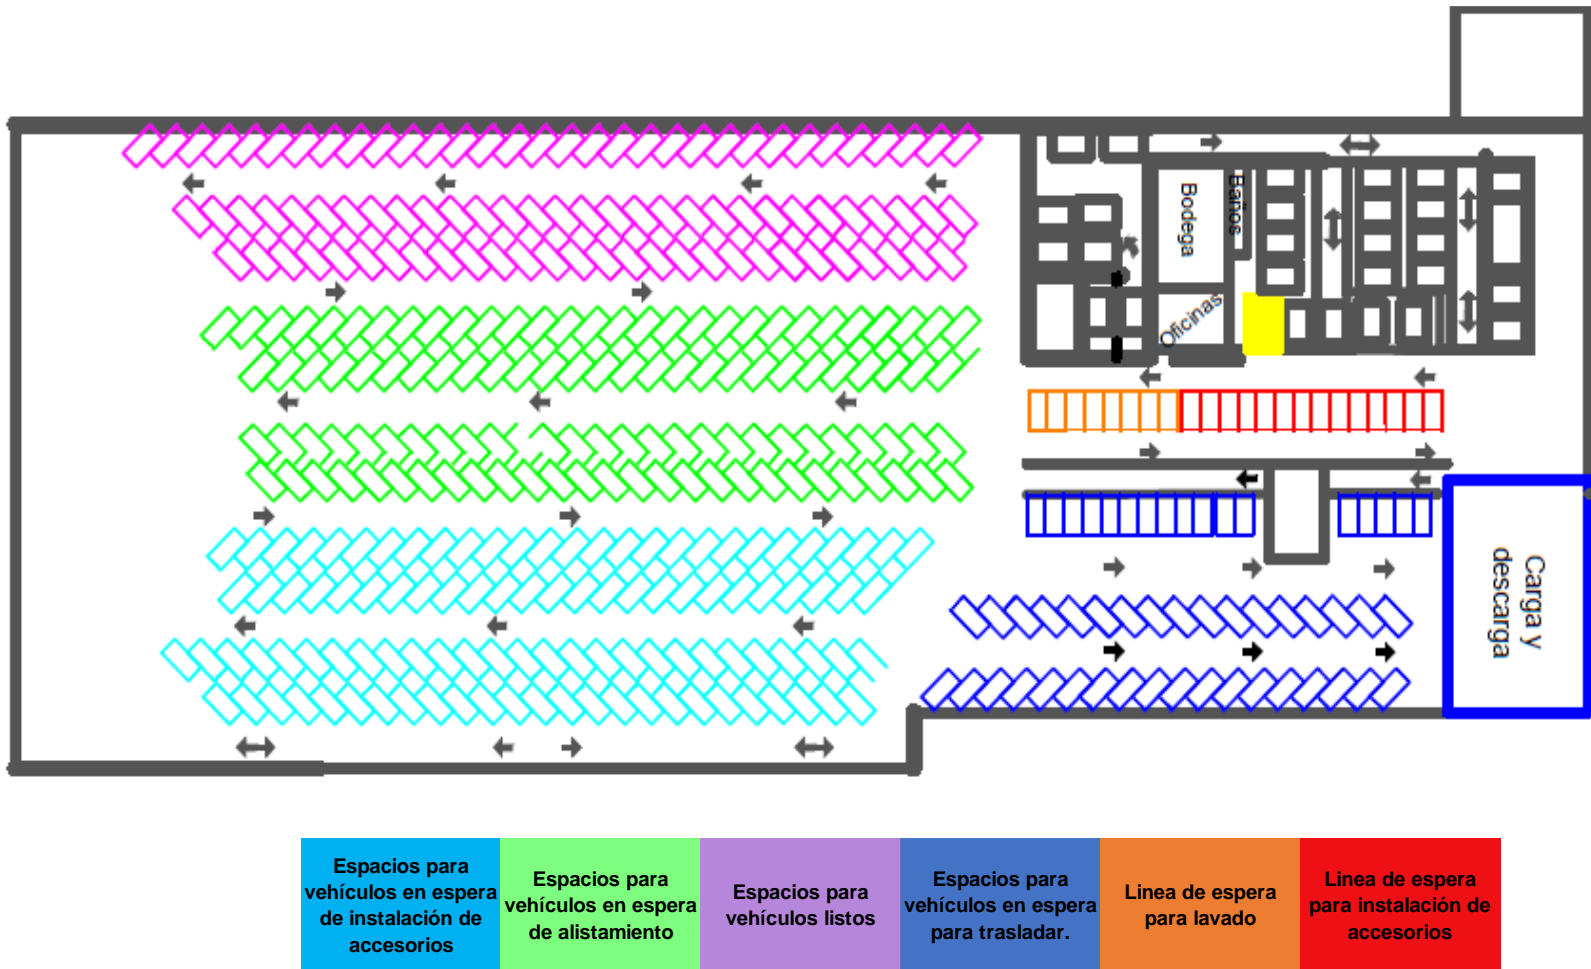 Bodega
Baños
Oficinas
Carga y
descarga
Espacios para
vehículos en espera
de instalación de
accesorios
Espacios para
vehículos en espera
de alistamiento
Espacios para
vehículos listos
Espacios para
vehículos en espera
para trasladar.
Linea de espera
para lavado
Linea de espera
para instalación de
accesorios